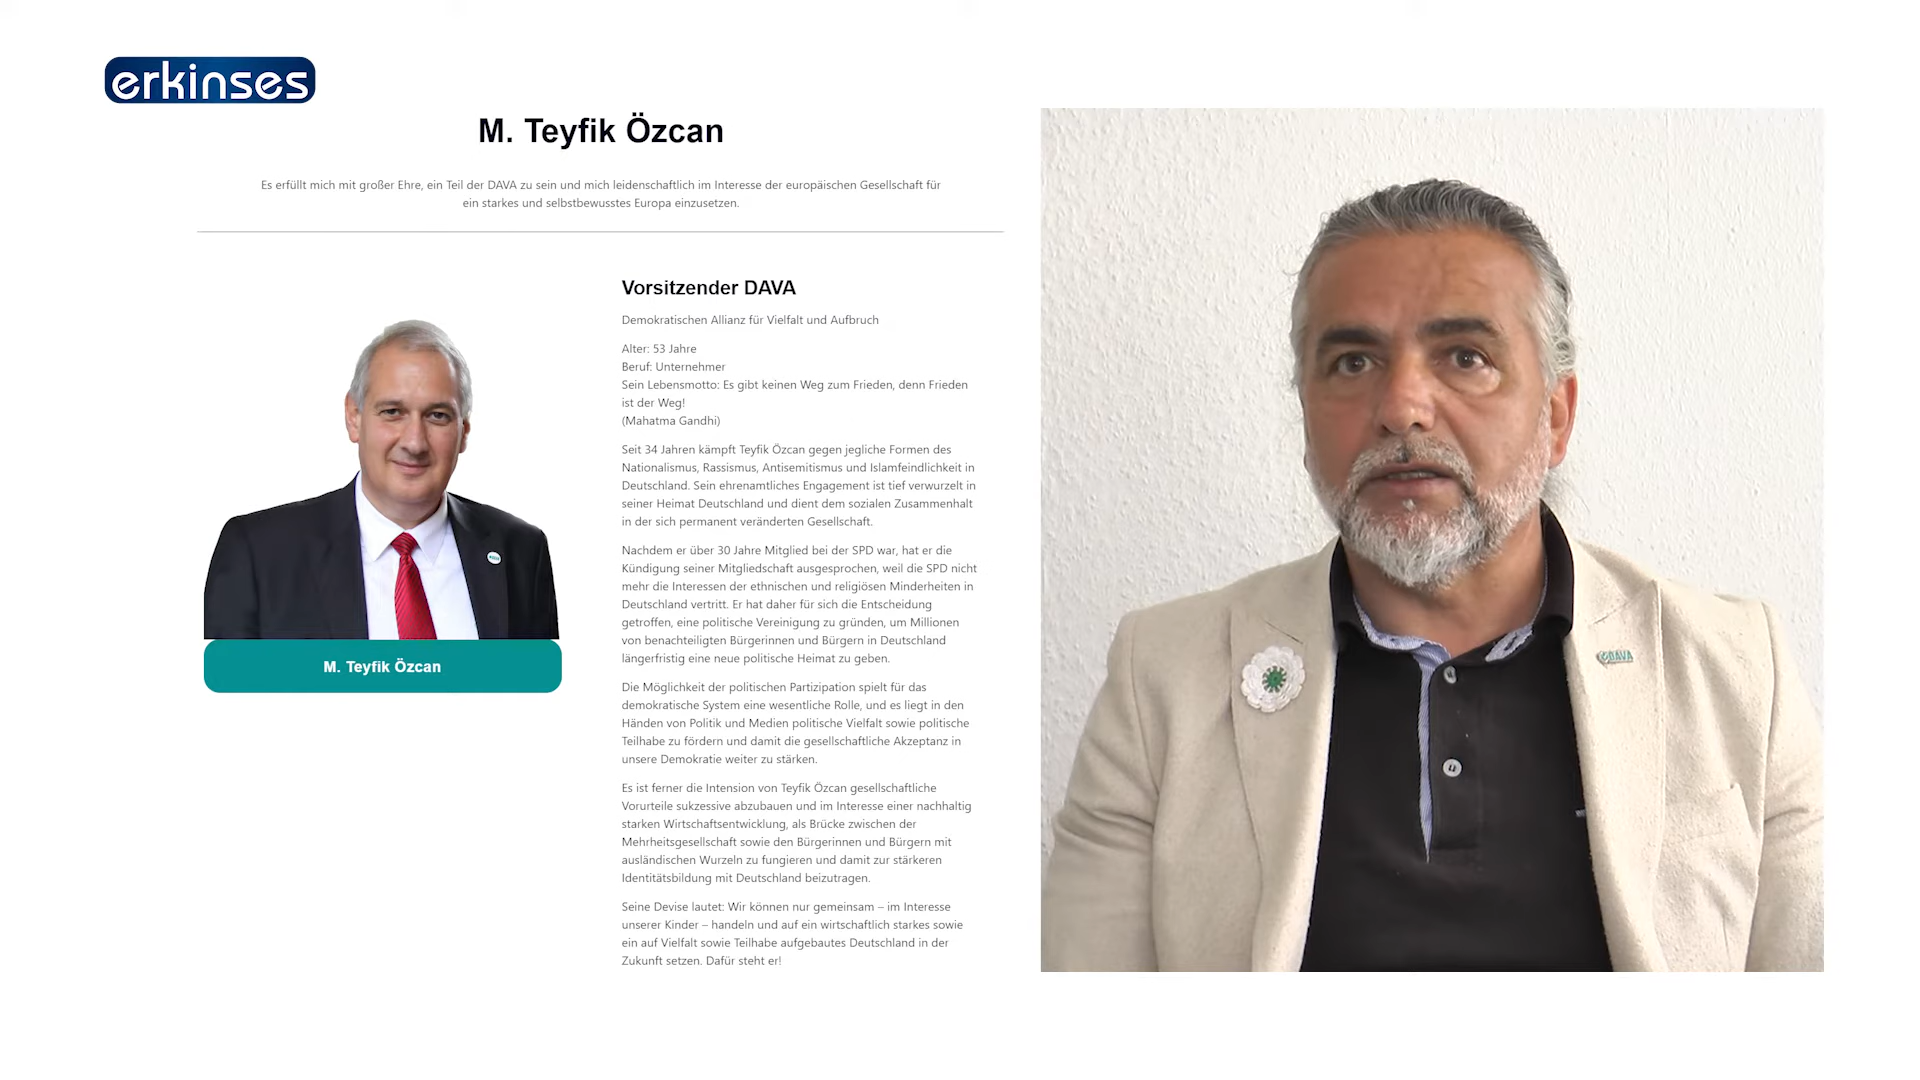 erkinses
M. Teyfik Özcan
Es erfüllt mich mit großer Ehre, ein Teil der DAVA zu sein und mich leidenschaftlich im Interesse der europäischen Gesellschaft für
ein starkes und selbstbewusstes Europa einzusetzen.
Vorsitzender DAVA
Demokratischen Allianz für Vielfalt und Aufbruch
Alter: 53 Jahre
Beruf: Unternehmer
Sein Lebensmotto: Es gibt keinen Weg zum Frieden, denn Frieden
ist der Weg!
(Mahatma Gandhi)
Seit 34 Jahren kämpft Teyfik Özcan gegen jegliche Formen des
Nationalismus, Rassismus, Antisemitismus und Islamfeindlichkeit in
Deutschland. Sein ehrenamtliches Engagement ist tief verwurzelt in
seiner Heimat Deutschland und dient dem sozialen Zusammenhalt
in der sich permanent veränderten Gesellschaft.
Nachdem er über 30 Jahre Mitglied bei der SPD war, hat er die
Kündigung seiner Mitgliedschaft ausgesprochen, weil die SPD nicht
mehr die Interessen der ethnischen und religiösen Minderheiten in
Deutschland vertritt. Er hat daher für sich die Entscheidung
getroffen, eine politische Vereinigung zu gründen, um Millionen
von benachteiligten Bürgerinnen und Bürgern in Deutschland
längerfristig eine neue politische Heimat zu geben.
Die Möglichkeit der politischen Partizipation spielt für das
demokratische System eine wesentliche Rolle, und es liegt in den
Händen von Politik und Medien politische Vielfalt sowie politische
Teilhabe zu fördern und damit die gesellschaftliche Akzeptanz in
unsere Demokratie weiter zu stärken.
Es ist ferner die Intension von Teyfik Özcan gesellschaftliche
Vorurteile sukzessive abzubauen und im Interesse einer nachhaltig
starken Wirtschaftsentwicklung, als Brücke zwischen der
Mehrheitsgesellschaft sowie den Bürgerinnen und Bürgern mit
ausländischen Wurzeln zu fungieren und damit zur stärkeren
Identitätsbildung mit Deutschland beizutragen.
Seine Devise lautet: Wir können nur gemeinsam – im Interesse
unserer Kinder – handeln und auf ein wirtschaftlich starkes sowie
ein auf Vielfalt sowie Teilhabe aufgebautes Deutschland in der
Zukunft setzen. Dafür steht er!
M. Teyfik Özcan
DAVA